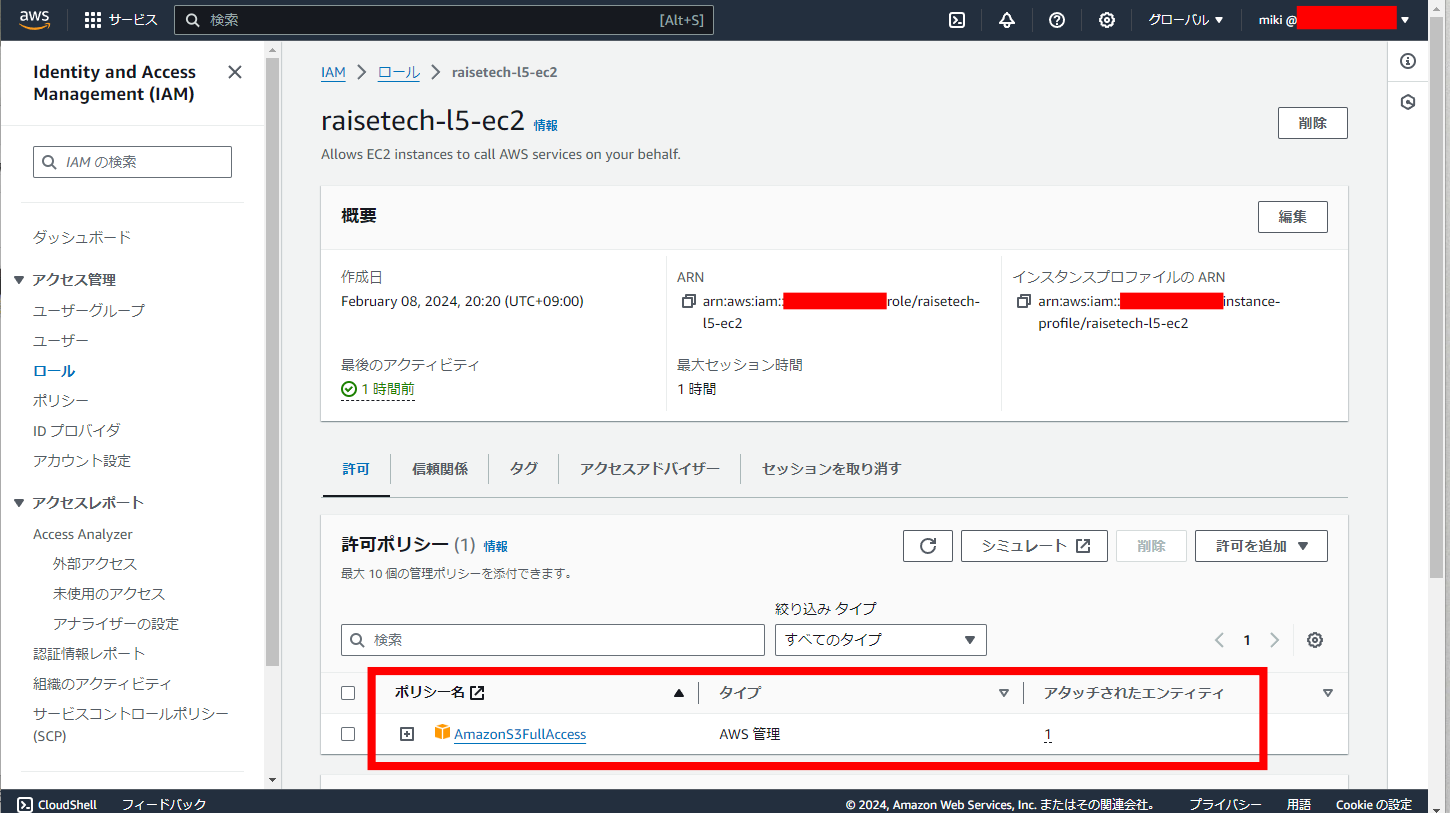 aws
サービス
検索
[Alt+S]
グローバル
miki @
Identity and Access
Management (IAM)
IAM の検索
ダッシュボード
アクセス管理
ユーザーグループ
ユーザー
ロール
ポリシー
ID プロバイダ
アカウント設定
アクセスレポート
Access Analyzer
外部アクセス
未使用のアクセス
アナライザーの設定
認証情報レポート
組織のアクティビティ
サービスコントロールポリシー
(SCP)
IAM
ロール
raisetech-l5-ec2
raisetech-l5-ec2 情報
削除
Allows EC2 instances to call AWS services on your behalf.
概要
編集
作成日
February 08, 2024, 20:20 (UTC+09:00)
ARN
arn:aws:iam:: role/raisetech-
l5-ec2
インスタンスプロファイルの ARN
arn:aws:iam:: instance-
profile/raisetech-l5-ec2
最後のアクティビティ
1 時間前
最大セッション時間
1 時間
許可
信頼関係
タグ
アクセスアドバイザー
セッションを取り消す
許可ポリシー (1) 情報
シミュレート
削除
許可を追加
最大 10 個の管理ポリシーを添付できます。
絞り込み タイプ
検索
すべてのタイプ
1
ポリシー名
タイプ
アタッチされたエンティティ
AmazonS3FullAccess
AWS 管理
1
CloudShell
フィードバック
© 2024, Amazon Web Services, Inc. またはその関連会社。
プライバシー
用語
Cookie の設定